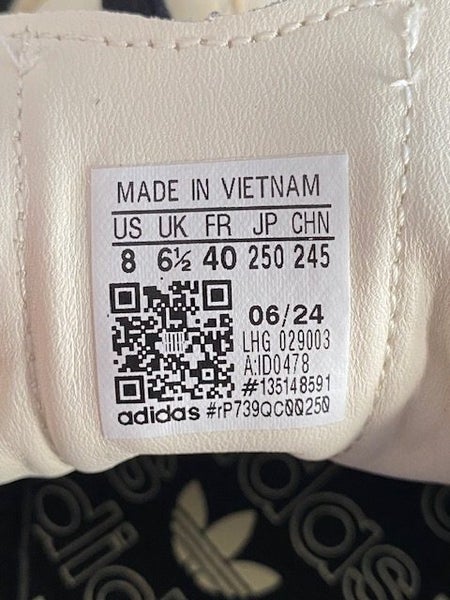 MADE IN VIETNAM
US UK FR JP CHN
8 6½ 40 250 245
06/24
LHG 029003
A:ID0478
#135148591
adidas #rP739QC00250
adidas